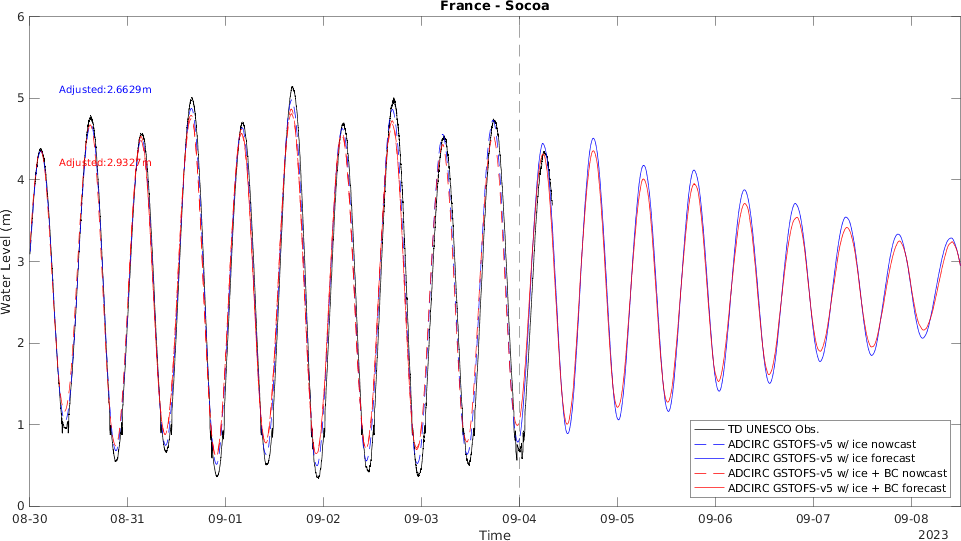 France - Socoa
6
5
4
3
2
1
0
Water Level (m)
Adjusted:2.6629m
Adjusted:2.9327m
TD UNESCO Obs.
ADCIRC GSTOFS-v5 w/ ice nowcast
ADCIRC GSTOFS-v5 w/ ice forecast
ADCIRC GSTOFS-v5 w/ ice + BC nowcast
ADCIRC GSTOFS-v5 w/ ice + BC forecast
08-30 08-31 09-01 09-02 09-03 09-04 09-05 09-06 09-07 09-08
Time
2023